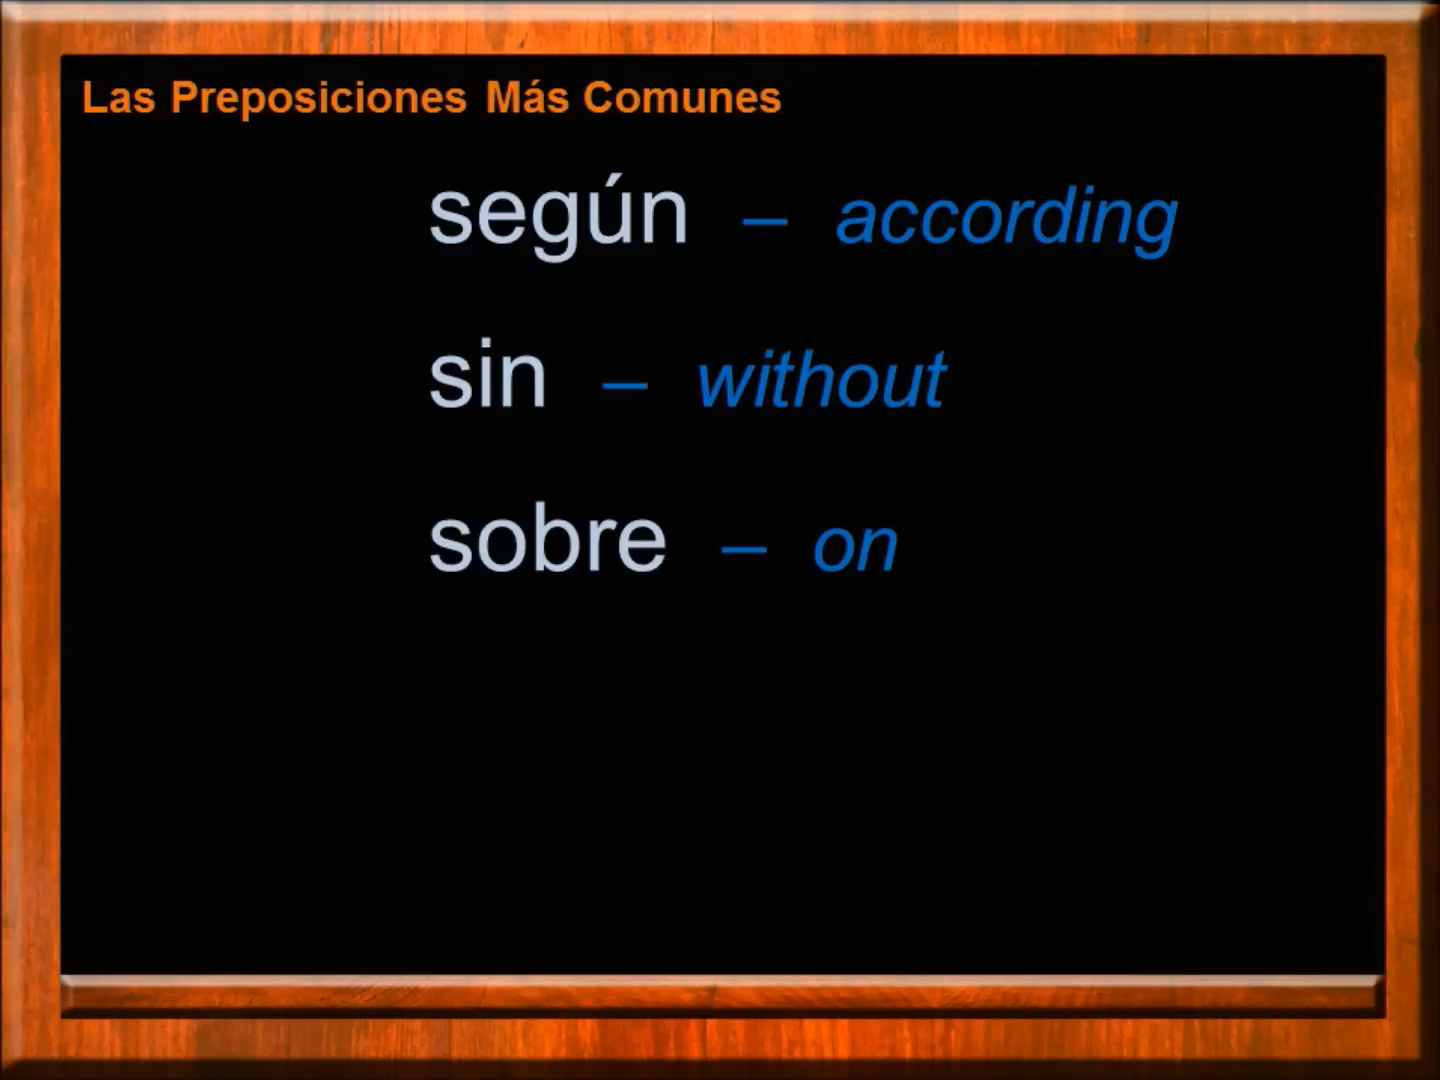 Las Preposiciones Más Comunes
según – according
sin – without
sobre – on